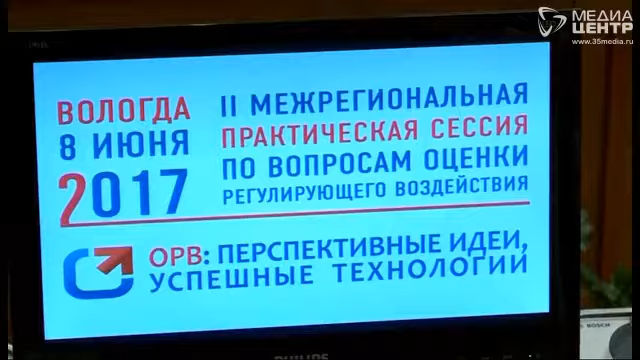 МЕДИА
ЦЕНТР
www.35media.ru
ВОЛОГДА
8 ИЮНЯ
2017
II МЕЖРЕГИОНАЛЬНАЯ
ПРАКТИЧЕСКАЯ СЕССИЯ
ПО ВОПРОСАМ ОЦЕНКИ
РЕГУЛИРУЮЩЕГО ВОЗДЕЙСТВИЯ
ОРВ: ПЕРСПЕКТИВНЫЕ ИДЕИ,
УСПЕШНЫЕ ТЕХНОЛОГИИ
PHILIPS
BOSCH